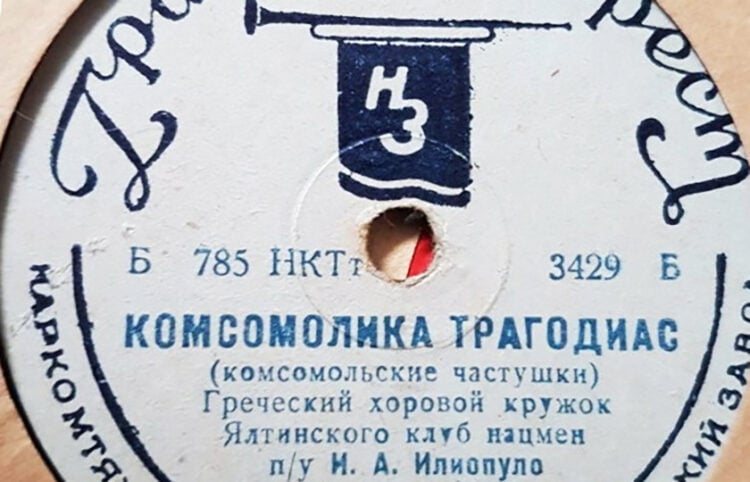 НЗ
Б 785 НКТт 3429 Б
КОМСОМОЛИКА ТРАГОДИАС
(комсомольские частушки)
Греческий хоровой кружок
Ялтинского клуб нацмен
п/у И. А. Илиопуло